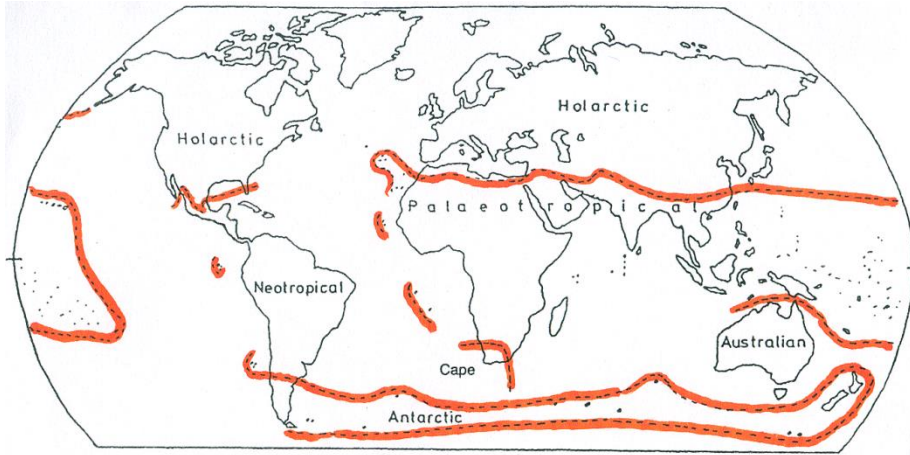 Holarctic
Holarctic
Palaeotropical
Neotropical
Australian
Cape
Antarctic